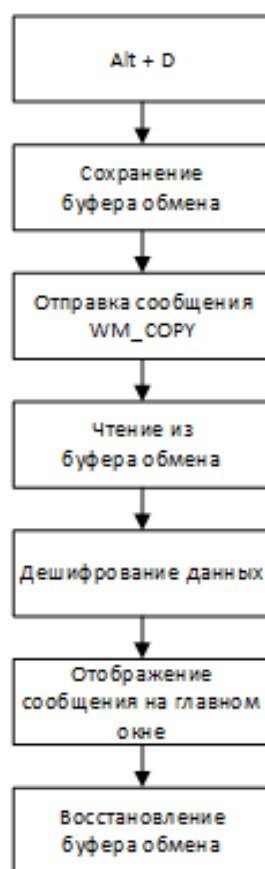 Alt + D
Сохранение
буфера обмена
Отправка сообщения
WM_COPY
Чтение из
буфера обмена
Дешифрование данных
Отображение
сообщения на главном
окне
Восстановление
буфера обмена